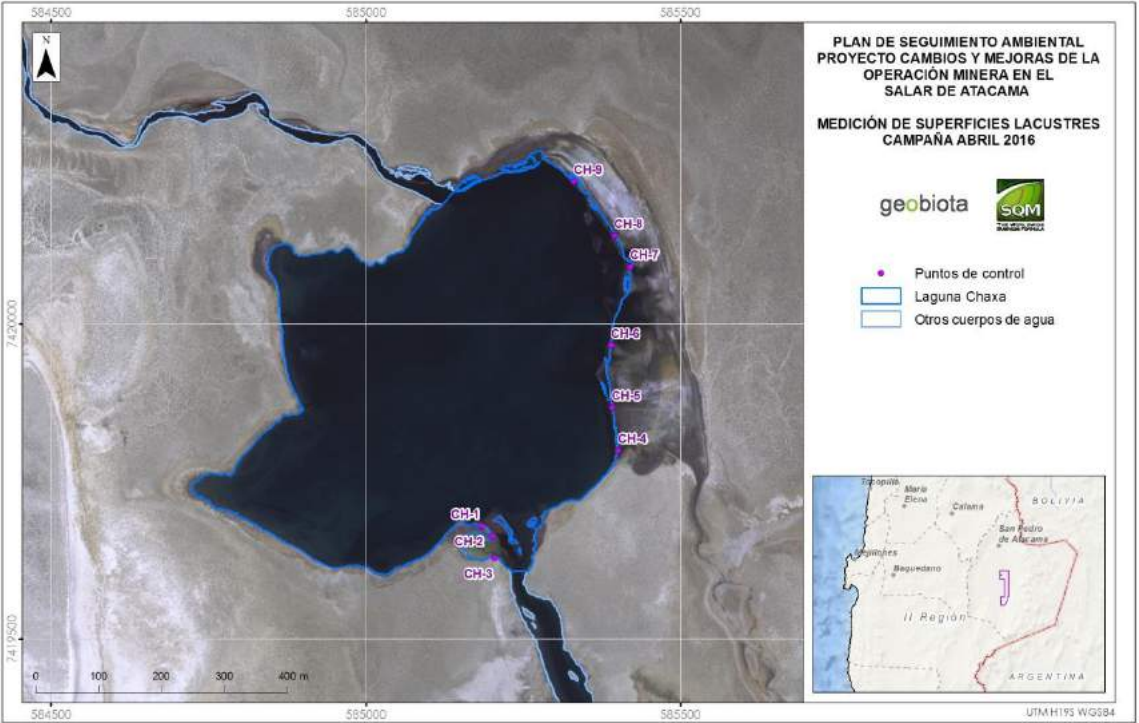 584500 585000 585500
N
CH-9
CH-8
CH-7
7420000
CH-6
CH-5
CH-4
CH-1
CH-2
CH-3
7419500
0 100 200 300 400 m
584500 585000 585500
PLAN DE SEGUIMIENTO AMBIENTAL
PROYECTO CAMBIOS Y MEJORAS DE LA
OPERACIÓN MINERA EN EL
SALAR DE ATACAMA
MEDICIÓN DE SUPERFICIES LACUSTRES
CAMPAÑA ABRIL 2016
geobiota
SQM
Puntos de control
Laguna Chaxa
Otros cuerpos de agua
Tocopilla
María
Elena
Calama
BOLIVIA
San Pedro
de Atacama
Mejillones
Baquedano
II Región
ARGENTINA
UTM H19S WGS84